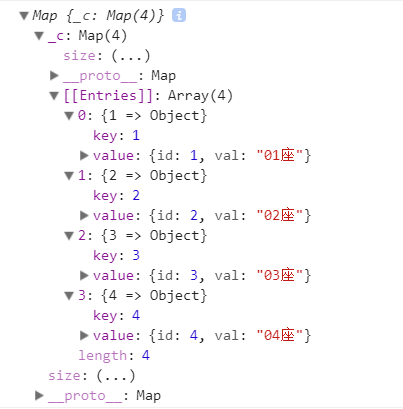 Map {_c: Map(4)} i
_c: Map(4)
size: (...)
__proto__: Map
[[Entries]]: Array(4)
0: {1 => Object}
key: 1
value: {id: 1, val: "01座"}
1: {2 => Object}
key: 2
value: {id: 2, val: "02座"}
2: {3 => Object}
key: 3
value: {id: 3, val: "03座"}
3: {4 => Object}
key: 4
value: {id: 4, val: "04座"}
length: 4
size: (...)
__proto__: Map